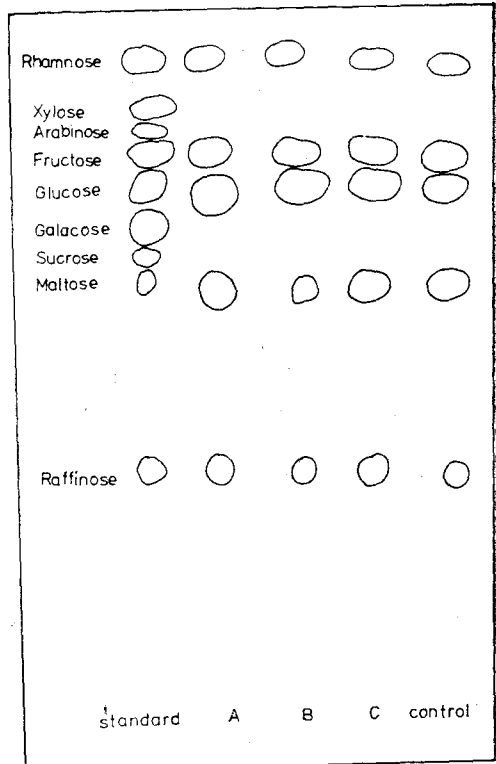 Rhamnose
Xylose
Arabinose
Fructose
Glucose
Galacose
Sucrose
Maltose
Raffinose
standard A B C control